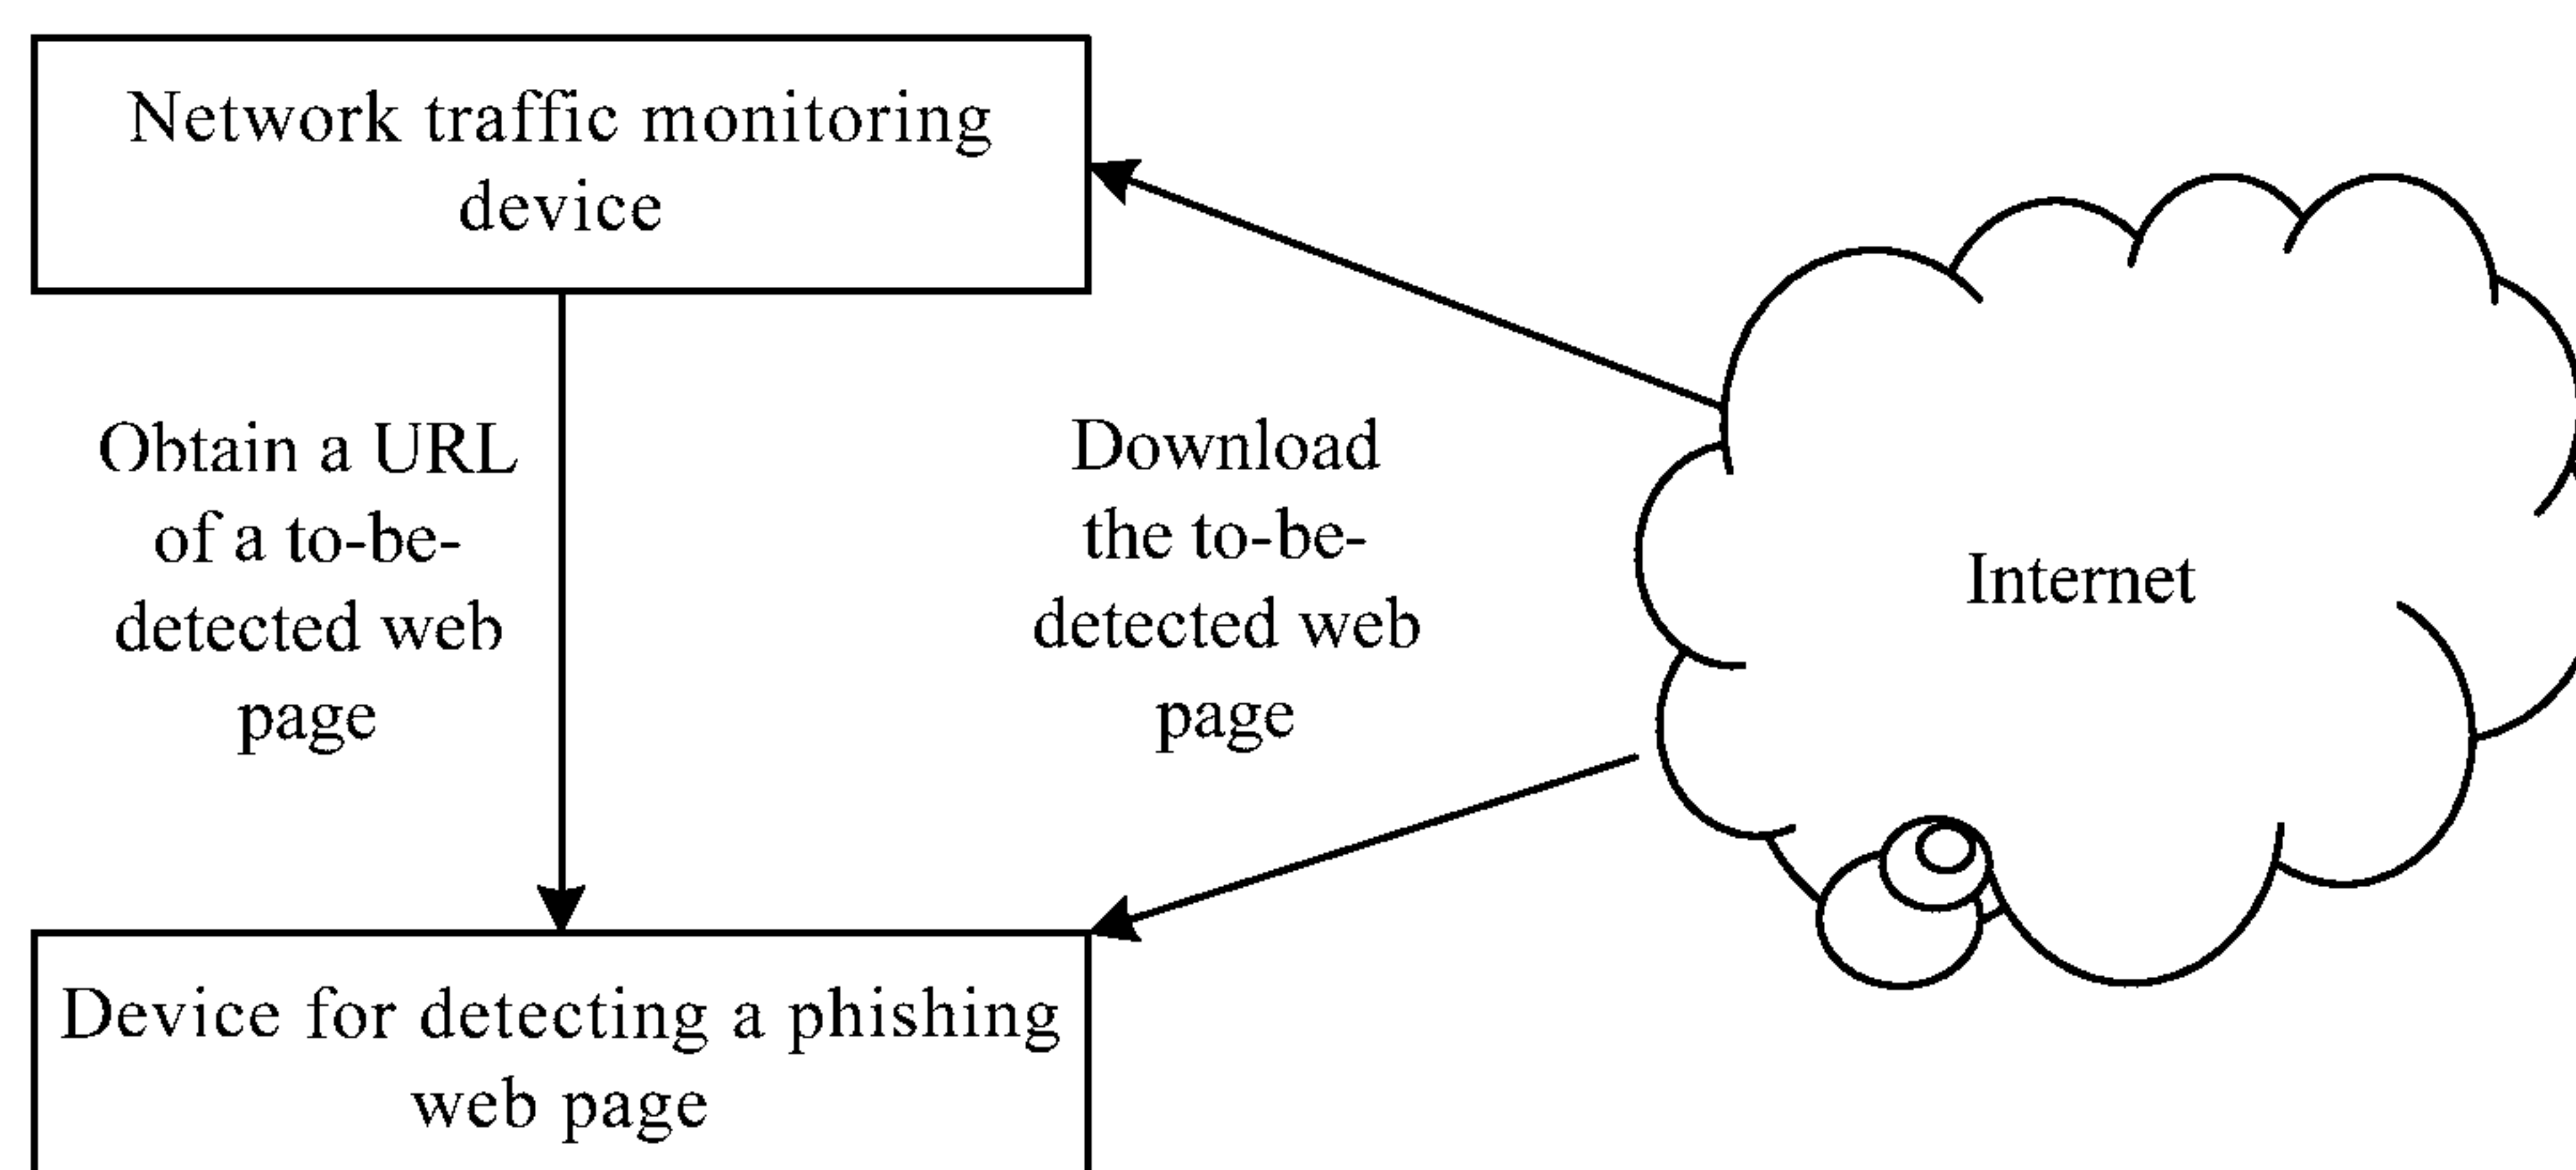 Network traffic monitoring
device
Obtain a URL
of a to-be-
detected web
page
Download
the to-be-
detected web
page
Internet
Device for detecting a phishing
web page